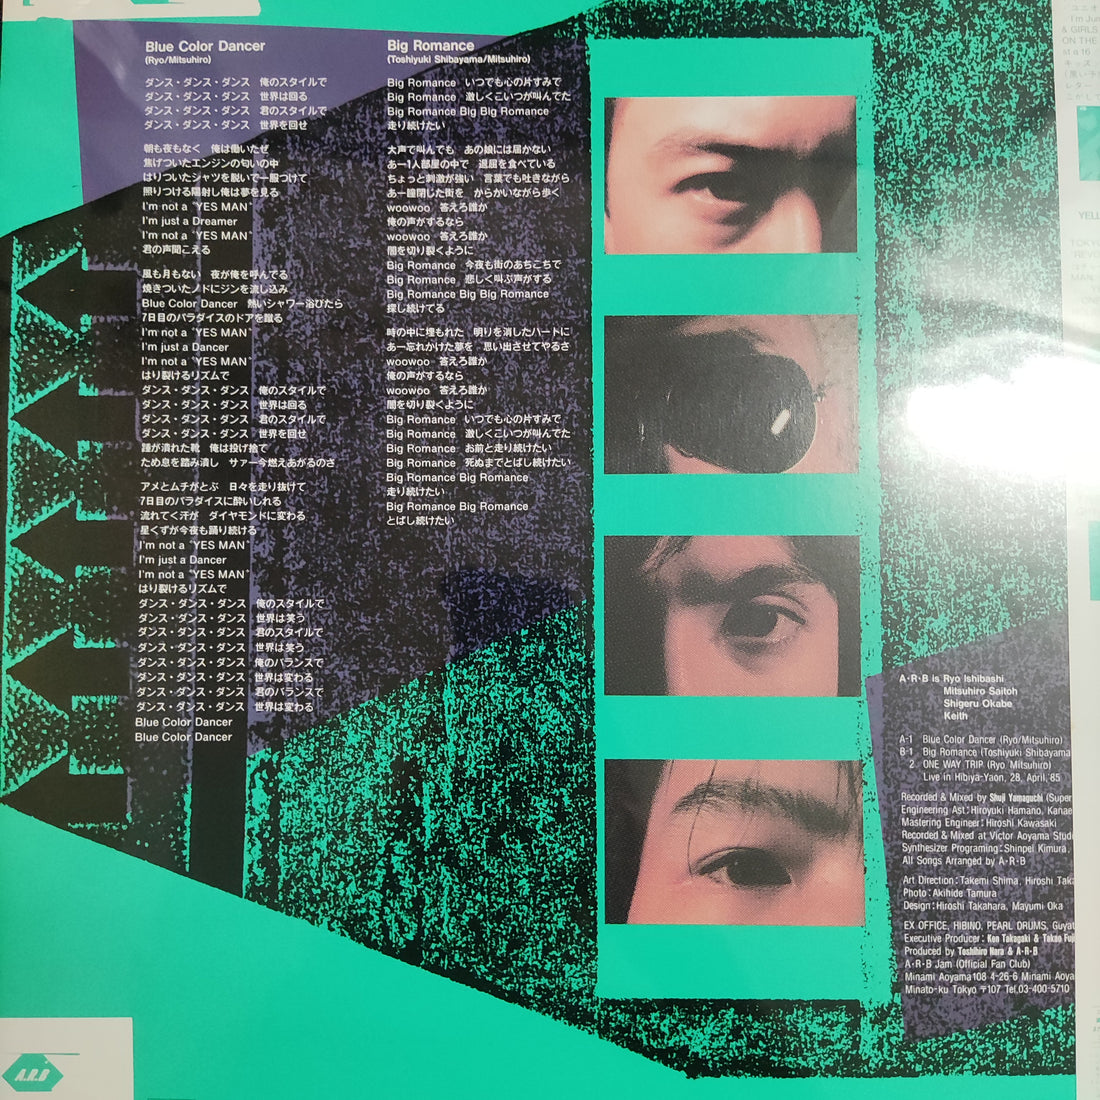 Blue Color Dancer
(Ryo/Mitsuhiro)
ダンス・ダンス・ダンス 俺のスタイルで
ダンス・ダンス・ダンス 世界は回る
ダンス・ダンス・ダンス 君のスタイルで
ダンス・ダンス・ダンス 世界を回せ
朝も夜もなく 俺は働いたぜ
焦げついたエンジンの匂いの中
はりついたシャツを脱いで一服つけて
照りつける陽射し俺は夢を見る
I'm not a "YES MAN"
I'm just a Dreamer
I'm not a "YES MAN"
君の声聞こえる
風も月もない 夜が俺を呼んでる
焼きついたノドにジンを流し込み
Blue Color Dancer 熱いシャワー浴びたら
7日目のパラダイスのドアを蹴る
I'm not a "YES MAN"
I'm just a Dancer
I'm not a "YES MAN"
はり裂けるリズムで
ダンス・ダンス・ダンス 俺のスタイルで
ダンス・ダンス・ダンス 世界は回る
ダンス・ダンス・ダンス 君のスタイルで
ダンス・ダンス・ダンス 世界を回せ
踵が潰れた靴 俺は投げ捨て
ため息を踏み潰し サァー今燃えあがるのさ
アメとムチがとぶ 日々を走り抜けて
7日目のパラダイスに酔いしれる
流れてく汗が ダイヤモンドに変わる
星くずが今夜も踊り続ける
I'm not a "YES MAN"
I'm just a Dancer
I'm not a "YES MAN"
はり裂けるリズムで
ダンス・ダンス・ダンス 俺のスタイルで
ダンス・ダンス・ダンス 世界は笑う
ダンス・ダンス・ダンス 君のスタイルで
ダンス・ダンス・ダンス 世界は笑う
ダンス・ダンス・ダンス 俺のバランスで
ダンス・ダンス・ダンス 世界は変わる
ダンス・ダンス・ダンス 君のバランスで
ダンス・ダンス・ダンス 世界は変わる
Blue Color Dancer
Blue Color Dancer
Big Romance
(Toshiyuki Shibayama/Mitsuhiro)
Big Romance いつでも心の片すみで
Big Romance 激しくこいつが叫んでた
Big Romance Big Big Romance
走り続けたい
大声で叫んでも あの娘には届かない
あー1人部屋の中で 退屈を食べている
ちょっと刺激が強い 言葉でも吐きながら
あー瞳閉じた街を からかいながら歩く
woowoo 答えろ誰か
俺の声がするなら
woowoo 答えろ誰か
闇を切り裂くように
Big Romance 今夜も街のあちこちで
Big Romance 悲しく叫ぶ声がする
Big Romance Big Big Romance
探し続けてる
時の中に埋もれた 明りを消したハートに
あー忘れかけた夢を 思い出させてやるさ
woowoo 答えろ誰か
俺の声がするなら
woowoo 答えろ誰か
闇を切り裂くように
Big Romance いつでも心の片すみで
Big Romance 激しくこいつが叫んでた
Big Romance お前と走り続けたい
Big Romance 死ぬまでとばし続けたい
Big Romance Big Romance
走り続けたい
Big Romance Big Romance
とばし続けたい
A・R・B is Ryo Ishibashi
Mitsuhiro Saitoh
Shigeru Okabe
Keith
A-1 Blue Color Dancer (Ryo/Mitsuhiro)
B-1 Big Romance (Toshiyuki Shibayama
2 ONE WAY TRIP (Ryo Mitsuhiro)
Live in Hibiya-Yaon, 28, April, '85
Recorded & Mixed by Shuji Yamaguchi (Super
Engineering Ast: Hiroyuki Hamano, Kanae
Mastering Engineer: Hiroshi Kawasaki
Recorded & Mixed at Victor Aoyama
Synthesizer Programing: Shinpei Kimura,
All Songs Arranged by A・R・B
Art Direction: Takemi Shima, Hiroshi
Photo: Akihide Tamura
Design: Hiroshi Takahara, Mayumi Oka
EX OFFICE, HIBINO, PEARL DRUMS,
Executive Producer: Ken Takagaki & Takao
Produced by Toshihiro Nara & A・R・B
A・R・B Jam (Official Fan Club)
Minami Aoyama 108 4-26-6 Minami
Minato-ku Tokyo 〒107 Tel,03-400-5710
A.R.B
I'm
& GIRLS
ON THE
キッズ
YELL